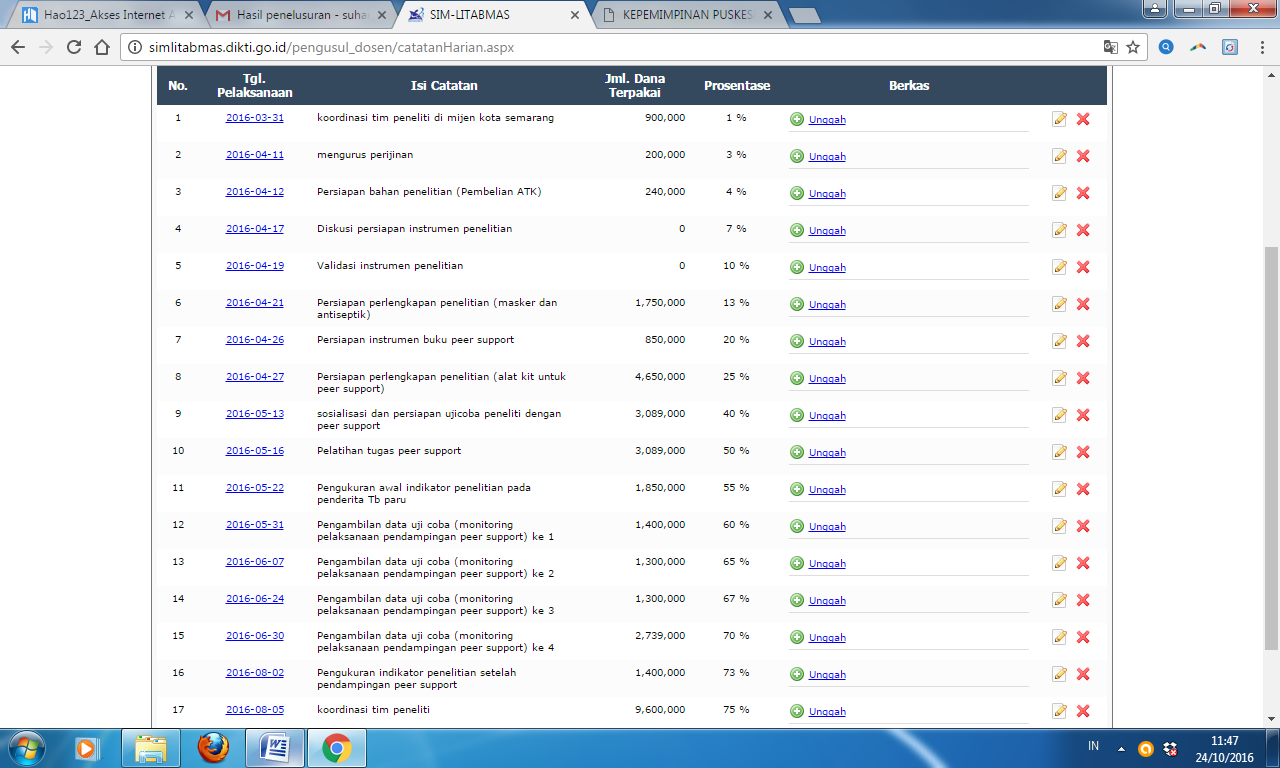 Hao123_Akses Internet A
Hasil penelusuran - suha
SIM-LITABMAS
KEPEMIMPINAN PUSKES
simlitabmas.dikti.go.id/pengusul_dosen/catatanHarian.aspx
No. Tgl. Pelaksanaan Isi Catatan Jml. Dana Terpakai Prosentase Berkas
1 2016-03-31 koordinasi tim peneliti di mijen kota semarang 900,000 1 % Unggah
2 2016-04-11 mengurus perijinan 200,000 3 % Unggah
3 2016-04-12 Persiapan bahan penelitian (Pembelian ATK) 240,000 4 % Unggah
4 2016-04-17 Diskusi persiapan instrumen penelitian 0 7 % Unggah
5 2016-04-19 Validasi instrumen penelitian 0 10 % Unggah
6 2016-04-21 Persiapan perlengkapan penelitian (masker dan 1,750,000 13 % Unggah
antiseptik)
7 2016-04-26 Persiapan instrumen buku peer support 850,000 20 % Unggah
8 2016-04-27 Persiapan perlengkapan penelitian (alat kit untuk 4,650,000 25 % Unggah
peer support)
9 2016-05-13 sosialisasi dan persiapan ujicoba peneliti dengan 3,089,000 40 % Unggah
peer support
10 2016-05-16 Pelatihan tugas peer support 3,089,000 50 % Unggah
11 2016-05-22 Pengukuran awal indikator penelitian pada 1,850,000 55 % Unggah
penderita Tb paru
12 2016-05-31 Pengambilan data uji coba (monitoring 1,400,000 60 % Unggah
pelaksanaan pendampingan peer support) ke 1
13 2016-06-07 Pengambilan data uji coba (monitoring 1,300,000 65 % Unggah
pelaksanaan pendampingan peer support) ke 2
14 2016-06-24 Pengambilan data uji coba (monitoring 1,300,000 67 % Unggah
pelaksanaan pendampingan peer support) ke 3
15 2016-06-30 Pengambilan data uji coba (monitoring 2,739,000 70 % Unggah
pelaksanaan pendampingan peer support) ke 4
16 2016-08-02 Pengukuran indikator penelitian setelah 1,400,000 73 % Unggah
pendampingan peer support
17 2016-08-05 koordinasi tim peneliti 9,600,000 75 % Unggah
IN
11:47
24/10/2016